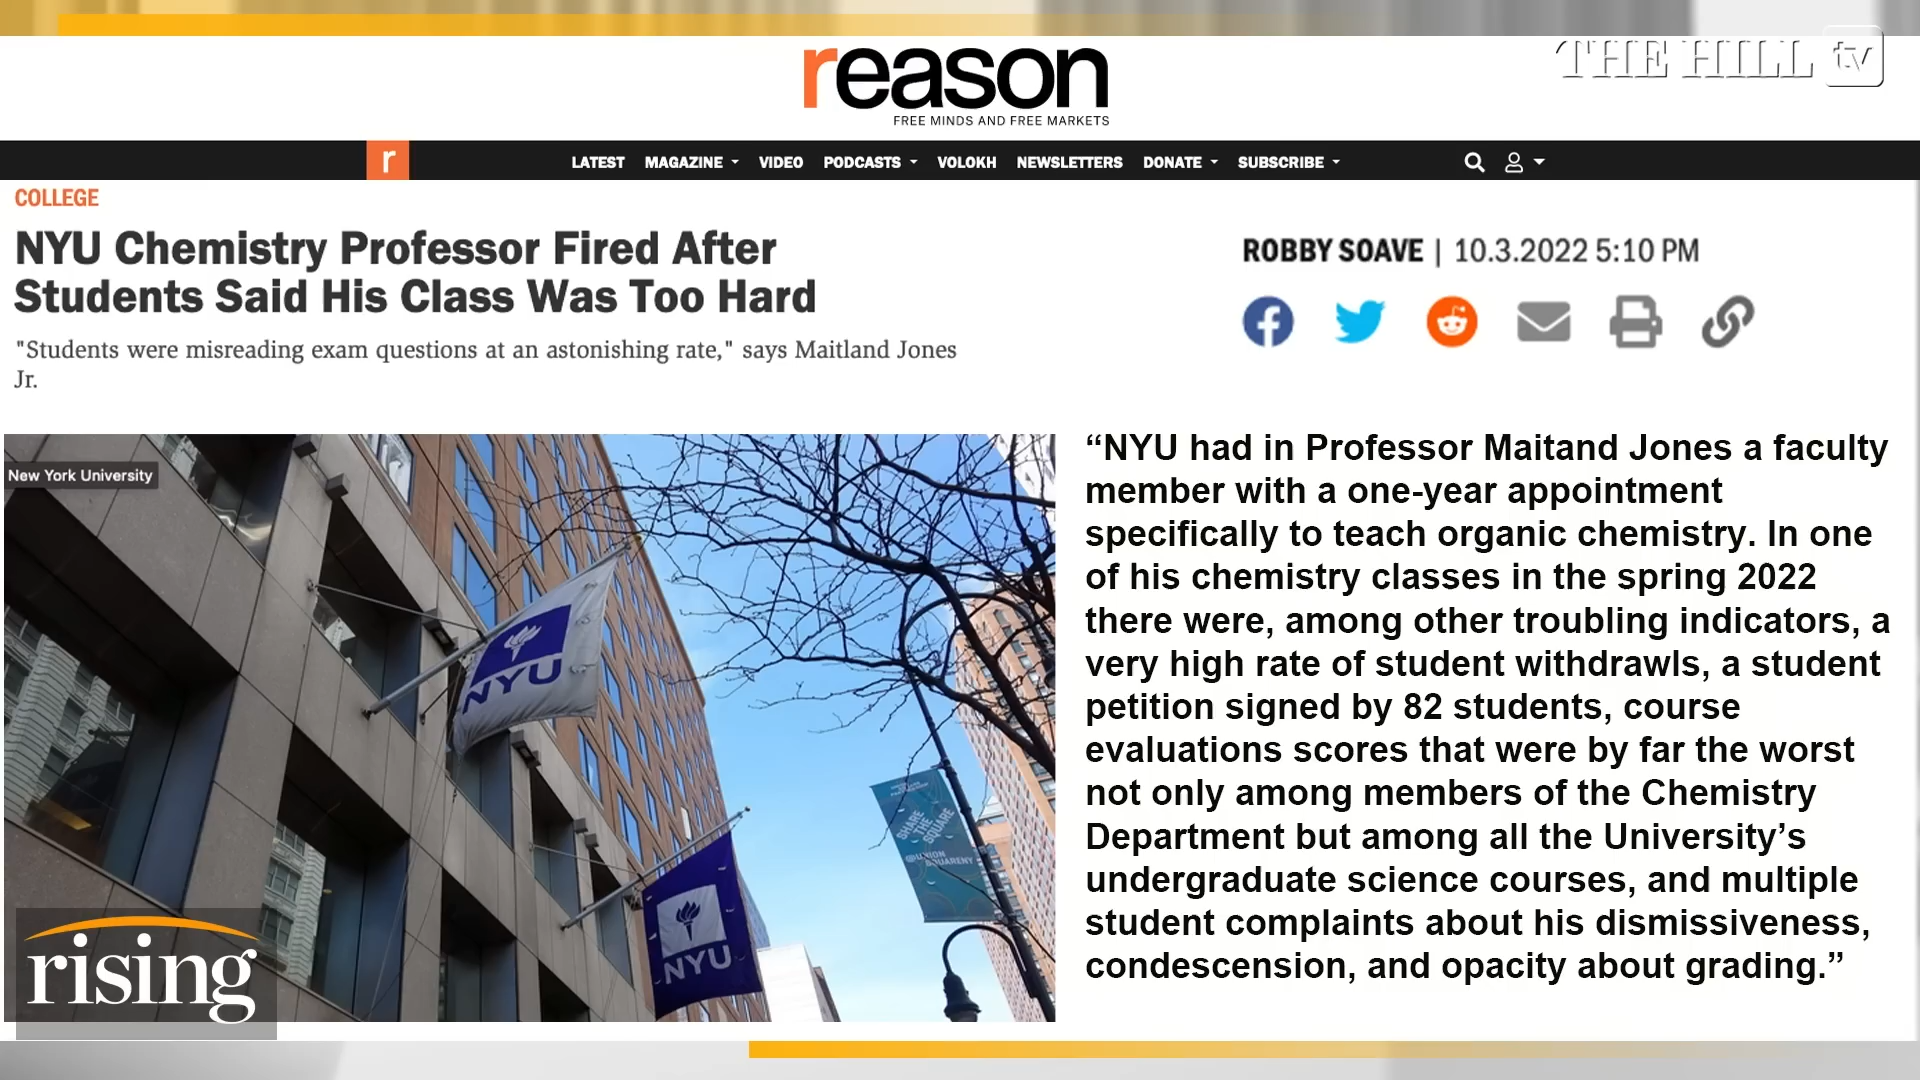 THE HILL tv
reason
FREE MINDS AND FREE MARKETS
r
LATEST MAGAZINE VIDEO PODCASTS VOLOKH NEWSLETTERS DONATE SUBSCRIBE
COLLEGE
NYU Chemistry Professor Fired After
Students Said His Class Was Too Hard
"Students were misreading exam questions at an astonishing rate," says Maitland Jones
Jr.
ROBBY SOAVE | 10.3.2022 5:10 PM
New York University
NYU
NYU
SHARE
THE
SQUARE
“NYU had in Professor Maitand Jones a faculty
member with a one-year appointment
specifically to teach organic chemistry. In one
of his chemistry classes in the spring 2022
there were, among other troubling indicators, a
very high rate of student withdrawls, a student
petition signed by 82 students, course
evaluations scores that were by far the worst
not only among members of the Chemistry
Department but among all the University’s
undergraduate science courses, and multiple
student complaints about his dismissiveness,
condescension, and opacity about grading.”
rising